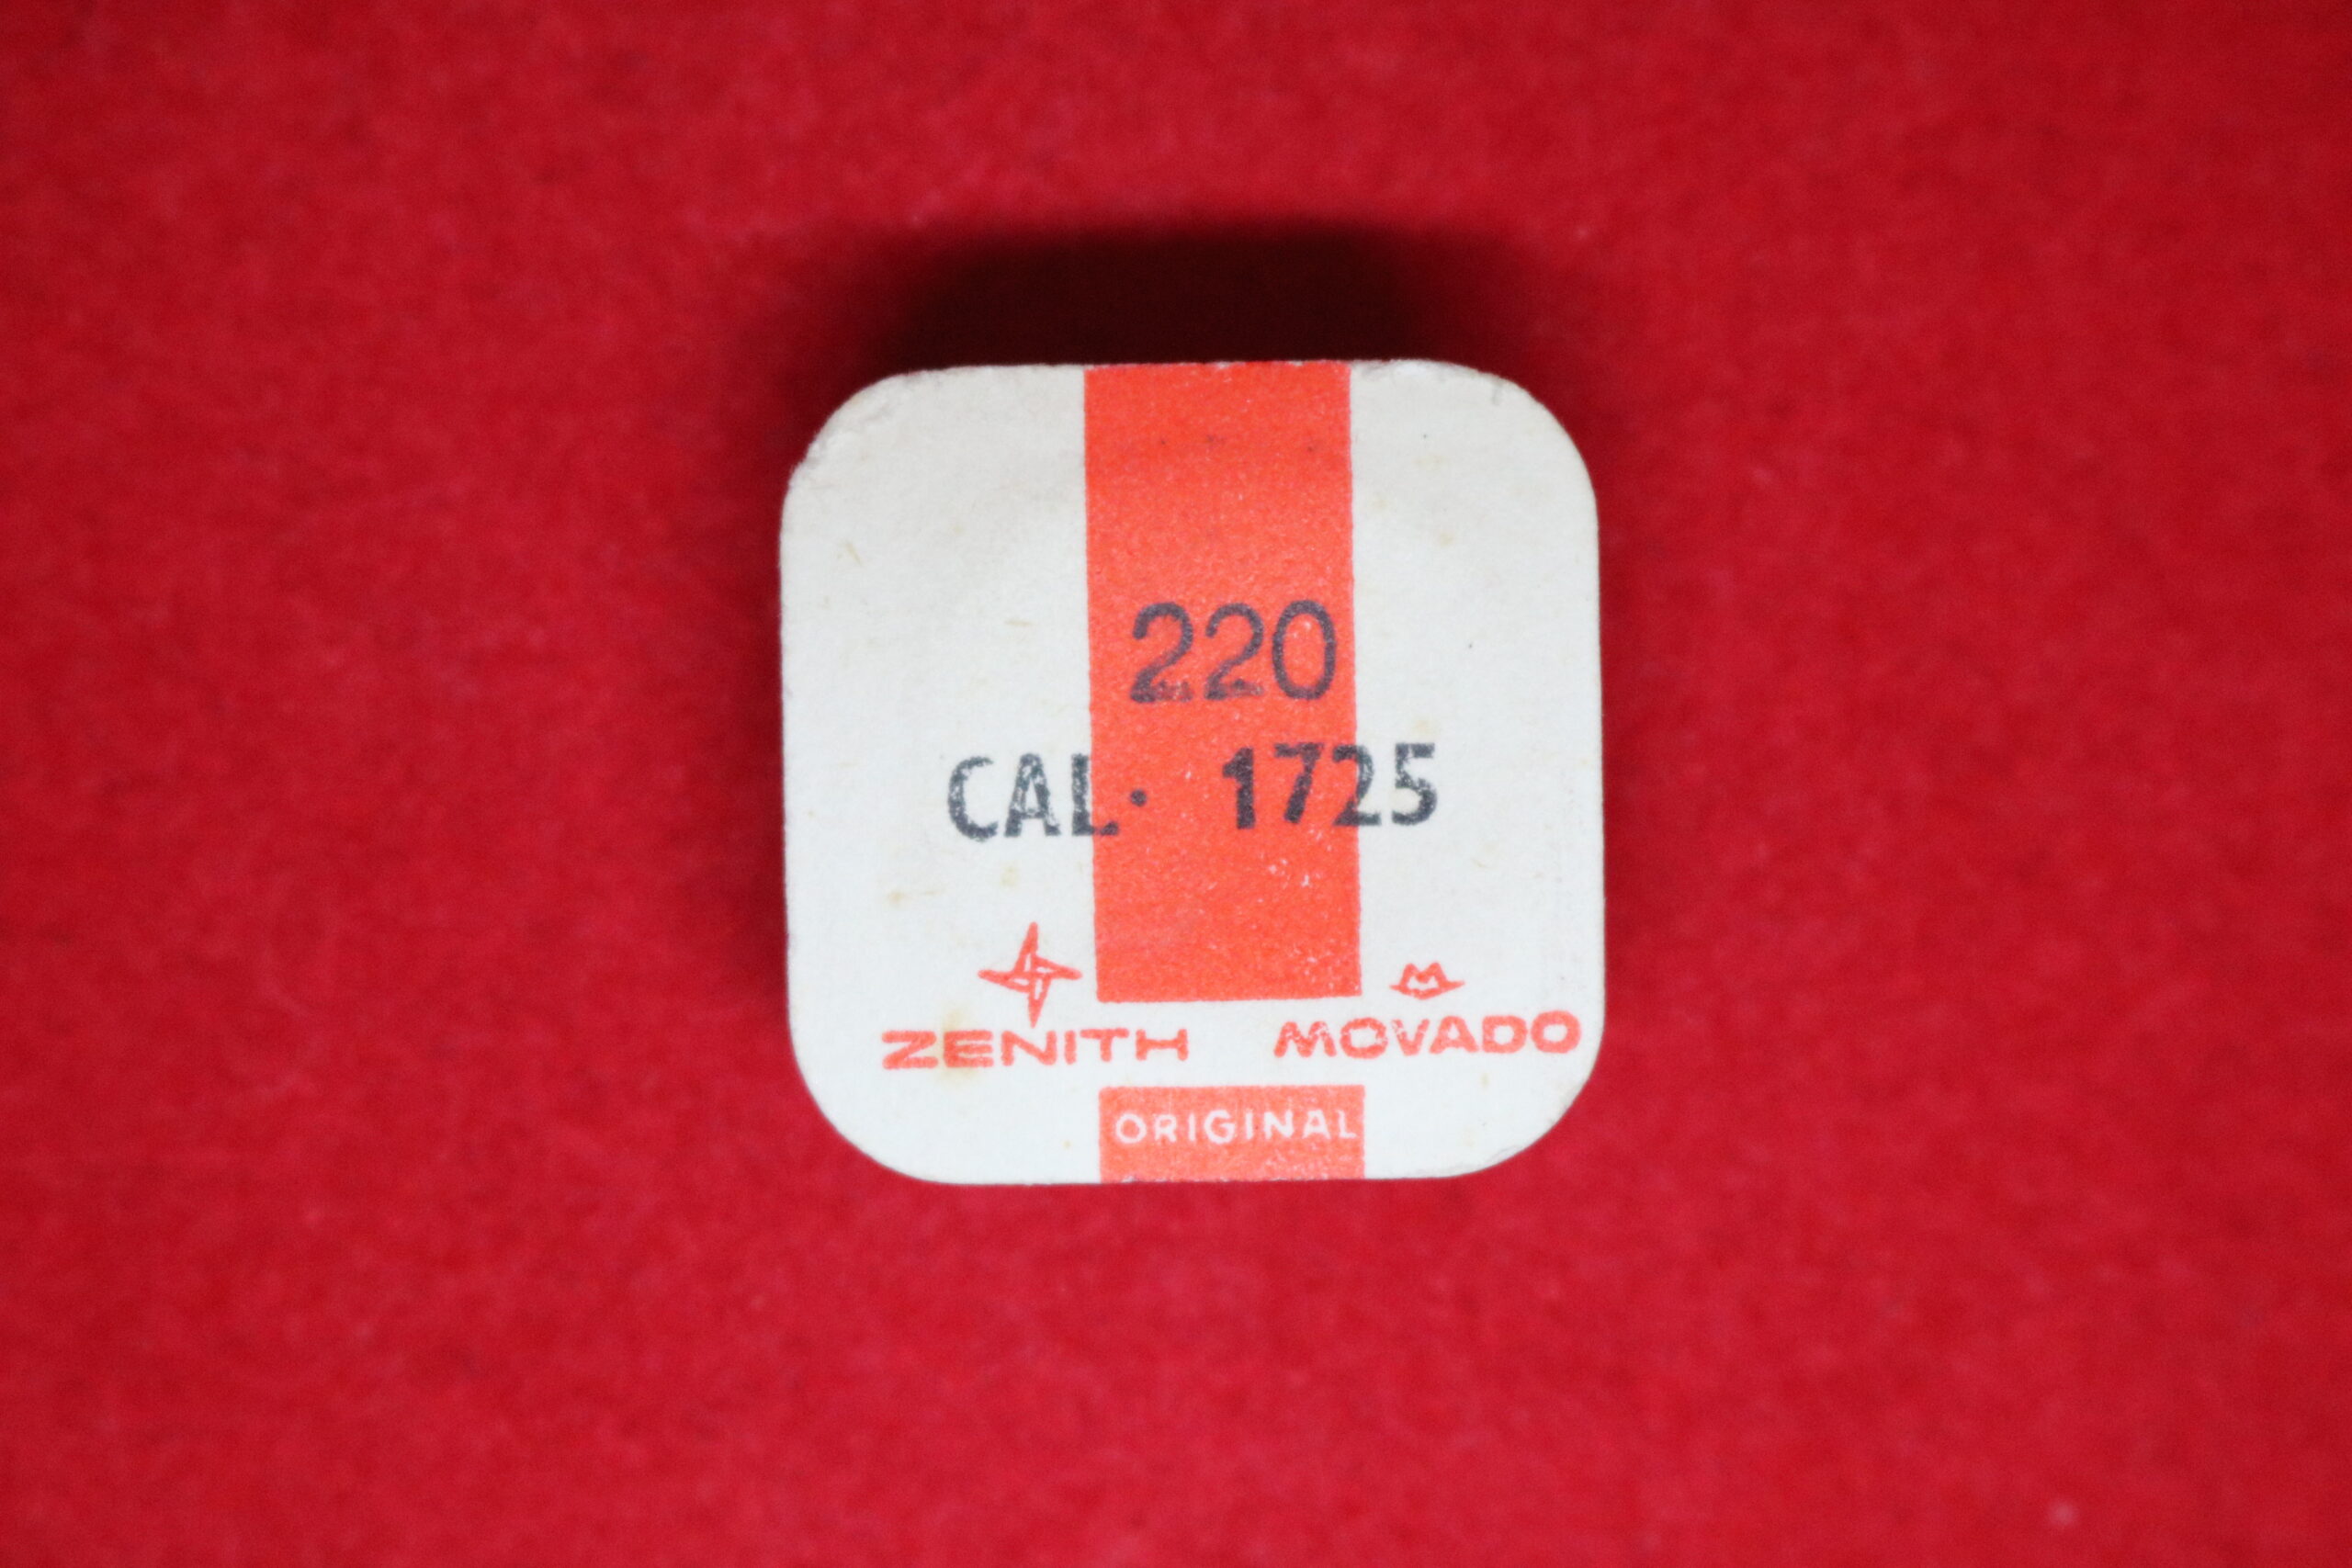 220
CAL. 1725
ZENITH MOVADO
ORIGINAL